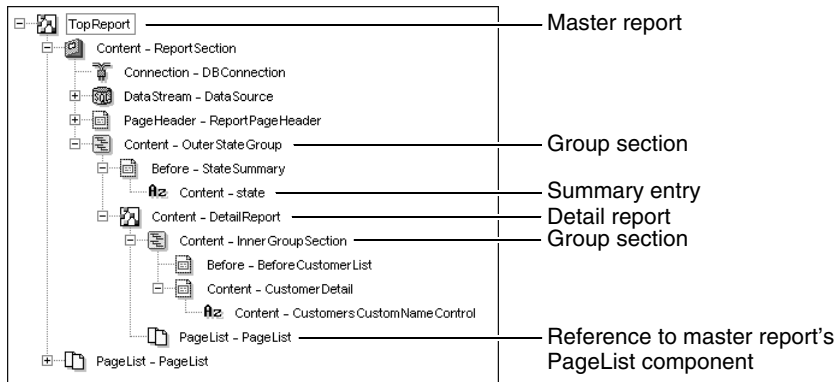 TopReport
Master report
Content – ReportSection
Connection – DBConnection
DataStream – DataSource
PageHeader – ReportPageHeader
Content – OuterStateGroup
Group section
Before – StateSummary
Content – state
Summary entry
Content – DetailReport
Detail report
Content – InnerGroupSection
Group section
Before – BeforeCustomerList
Content – CustomerDetail
Content – CustomersCustomNameControl
PageList – PageList
Reference to master report's
PageList component
PageList – PageList